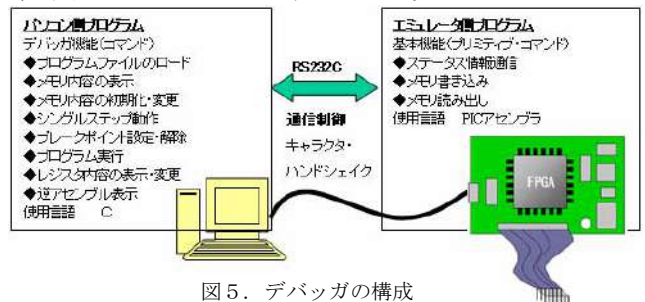 パソコン側プログラム
デバッガ機能(コマンド)
◆プログラムファイルのロード
◆メモリ内容の表示
◆メモリ内容の初期化・変更
◆シングルステップ動作
◆ブレークポイント設定・解除
◆プログラム実行
◆レジスタ内容の表示・変更
◆逆アセンブル表示
使用言語 C
RS232C
通信制御
キャラクタ・
ハンドシェイク
エミュレータ側プログラム
基本機能(プリミティブ・コマンド)
◆ステータス情報通信
◆メモリ書き込み
◆メモリ読み出し
使用言語 PICアセンブラ
FPGA
図5.デバッガの構成